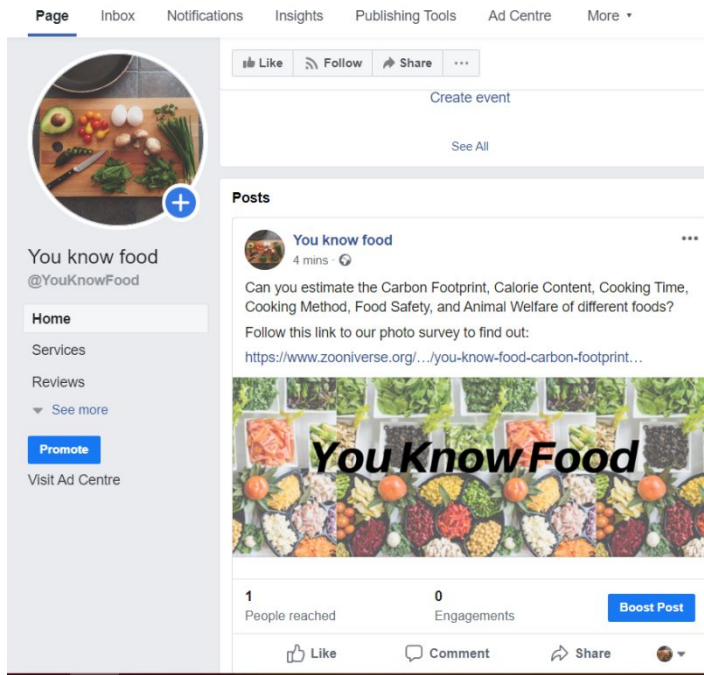 Page Inbox Notifications Insights Publishing Tools Ad Centre More
Like Follow Share ...
Create event
See All
You know food
@YouKnowFood
Home
Services
Reviews
See more
Promote
Visit Ad Centre
Posts
You know food
4 mins ·
Can you estimate the Carbon Footprint, Calorie Content, Cooking Time,
Cooking Method, Food Safety, and Animal Welfare of different foods?
Follow this link to our photo survey to find out:
https://www.zooniverse.org/…/you-know-food-carbon-footprint…
You Know Food
1 0
People reached Engagements
Boost Post
Like Comment Share